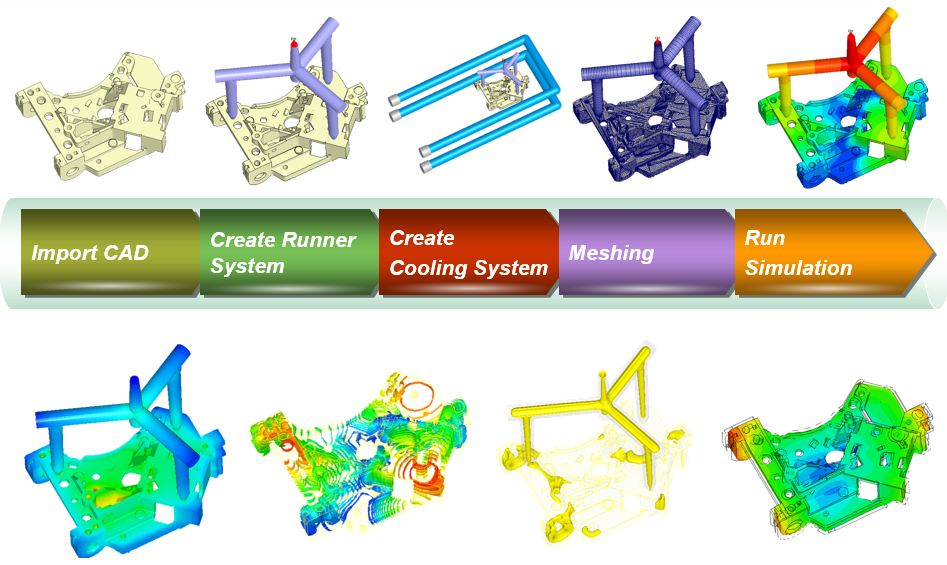 Import CAD
Create Runner
System
Create
Cooling System
Meshing
Run
Simulation